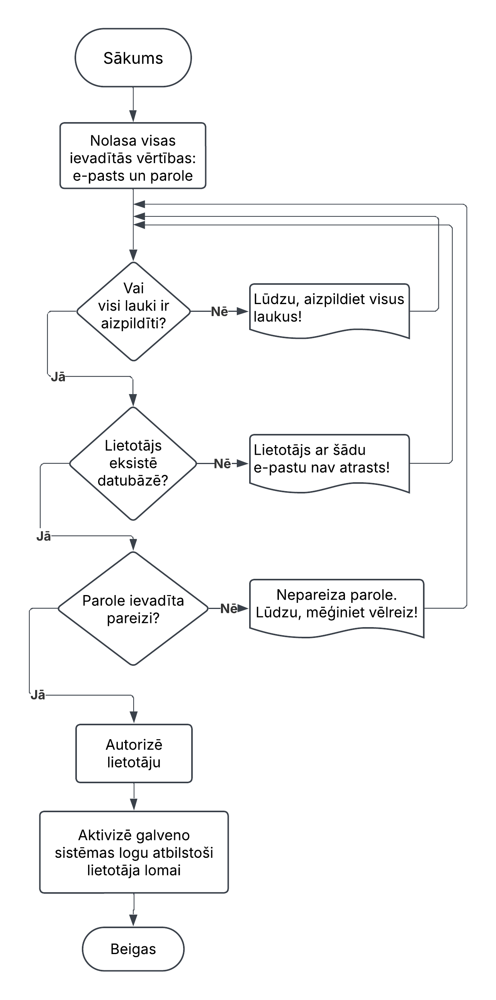 Sākums
Nolasa visas
ievadītās vērtības:
e-pasts un parole
Vai
visi lauki ir
aizpildīti?
Nē
Lūdzu, aizpildiet visus
laukus!
Jā
Lietotājs
eksistē
datubāzē?
Nē
Lietotājs ar šādu
e-pastu nav atrasts!
Jā
Parole ievadīta
pareizi?
Nē
Nepareiza parole.
Lūdzu, mēģiniet vēlreiz!
Jā
Autorizē
lietotāju
Aktivizē galveno
sistēmas logu atbilstoši
lietotāja lomai
Beigas